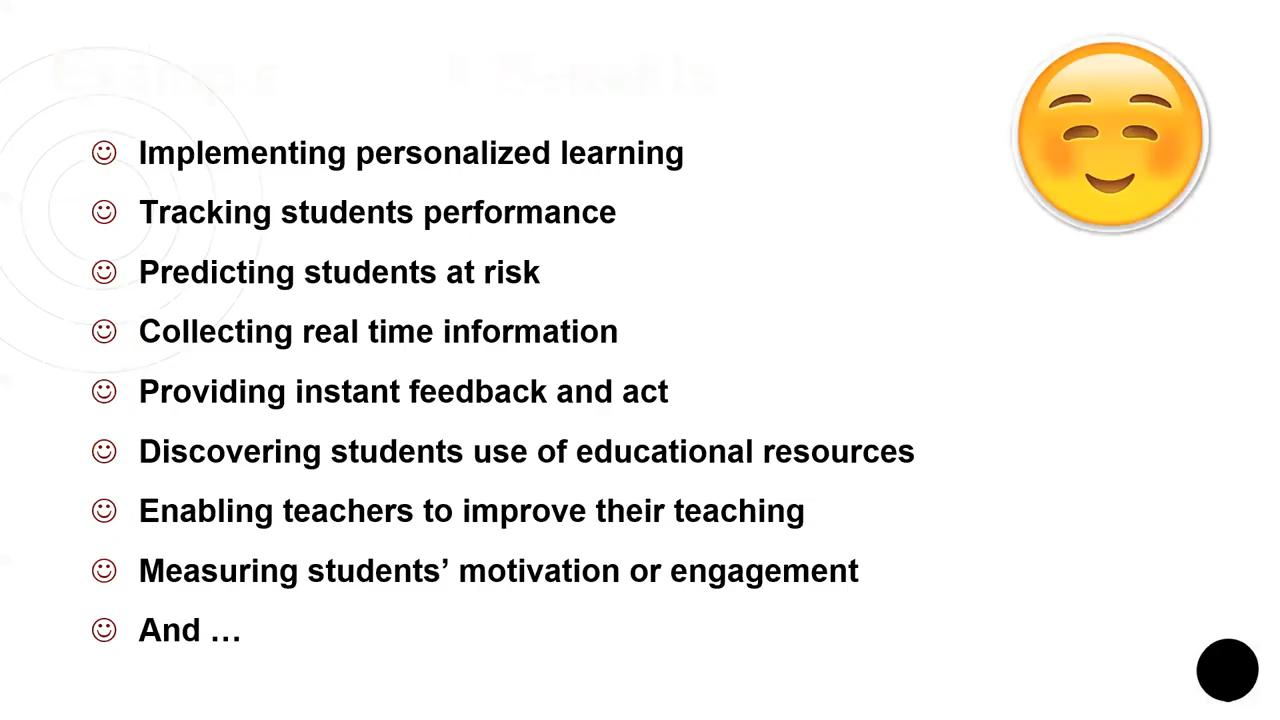 Implementing personalized learning
Tracking students performance
Predicting students at risk
Collecting real time information
Providing instant feedback and act
Discovering students use of educational resources
Enabling teachers to improve their teaching
Measuring students’ motivation or engagement
And …